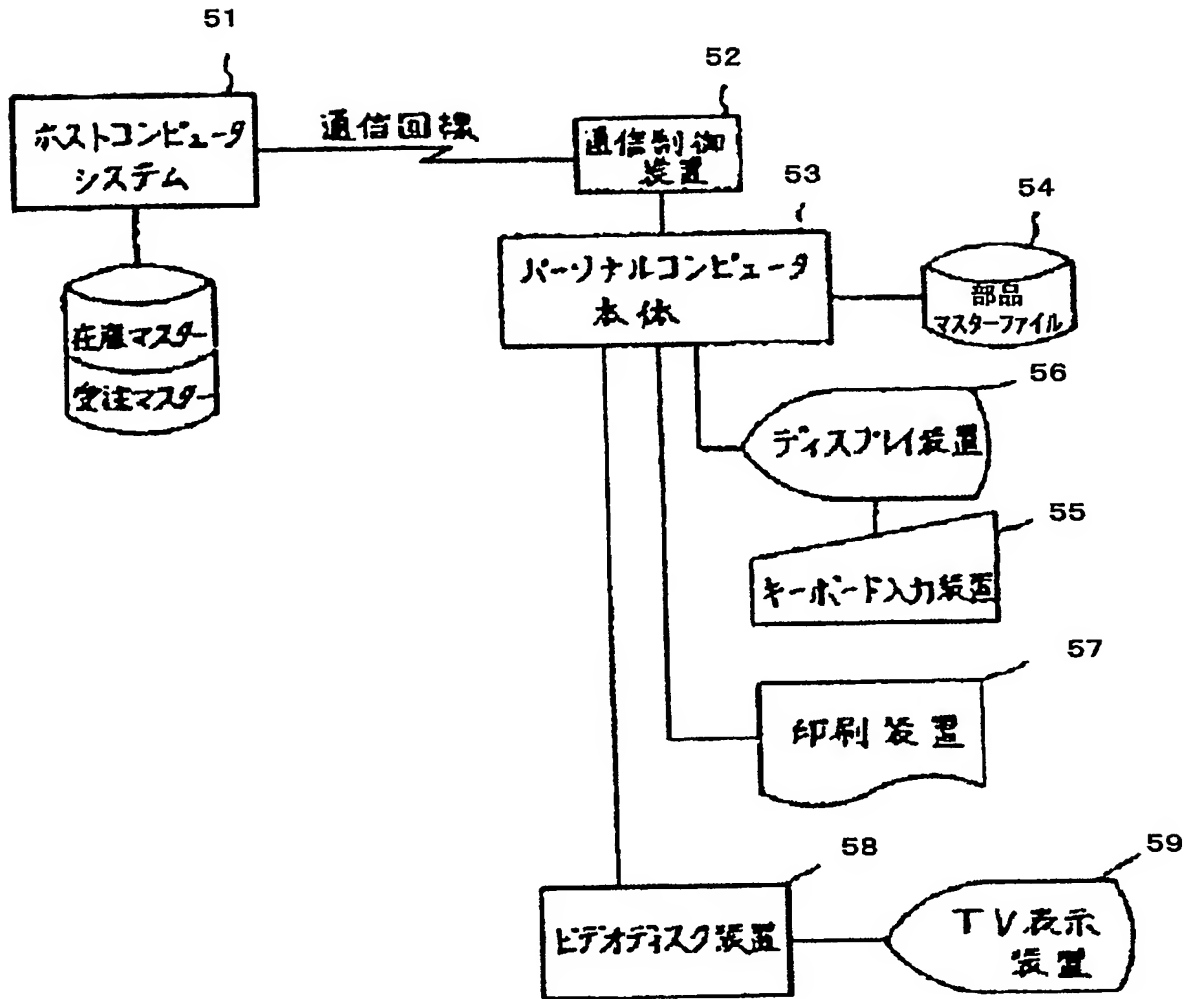 51
ホストコンピュータ
システム
通信回線
52
通信制御
装置
53
パーソナルコンピュータ
本体
54
部品
マスターファイル
在庫マスター
受注マスター
56
ディスプレイ装置
55
キーボード入力装置
57
印刷装置
58
ビデオディスク装置
59
TV表示
装置